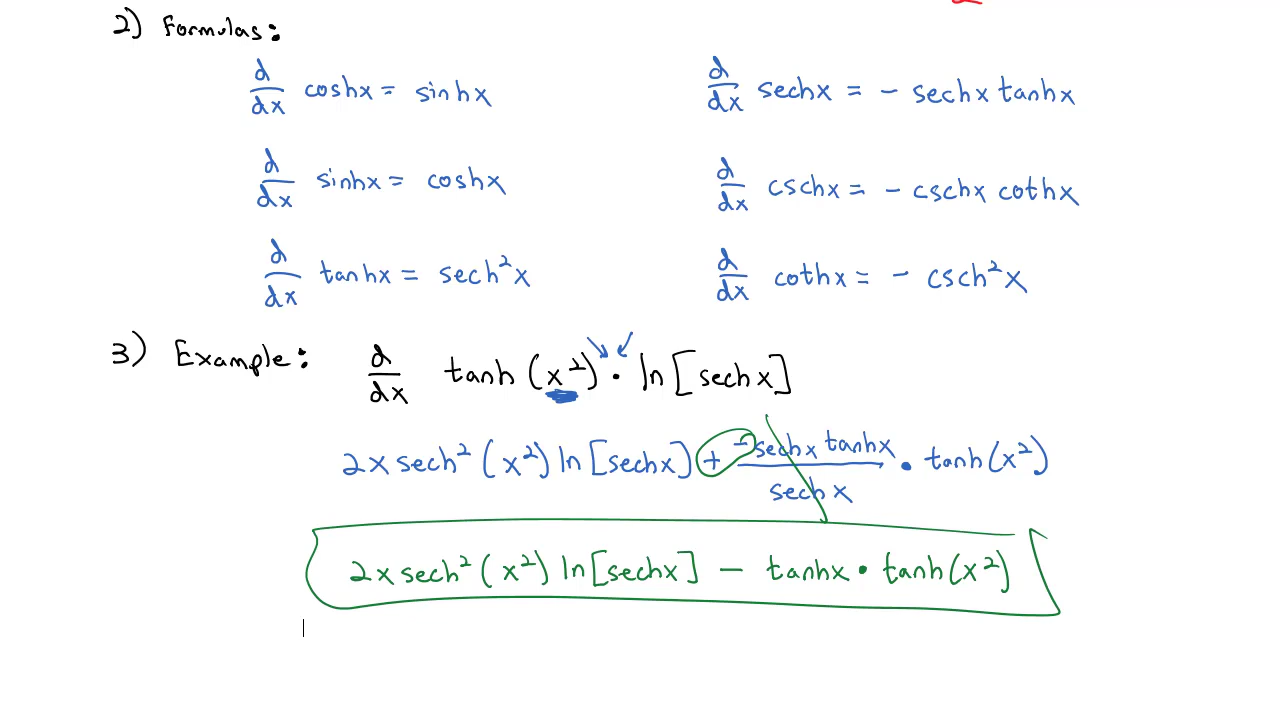 2) Formulas:
d/dx coshx = sinhx
d/dx sechx = - sechx tanhx
d/dx sinhx = coshx
d/dx cschx = - cschx cothx
d/dx tanhx = sech²x
d/dx cothx = - csch²x
3) Example: d/dx tanh (x²) · ln [sechx]
2x sech² (x²) ln [sechx] + -sechx tanhx / sechx · tanh(x²)
2x sech² (x²) ln [sechx] - tanhx · tanh(x²)